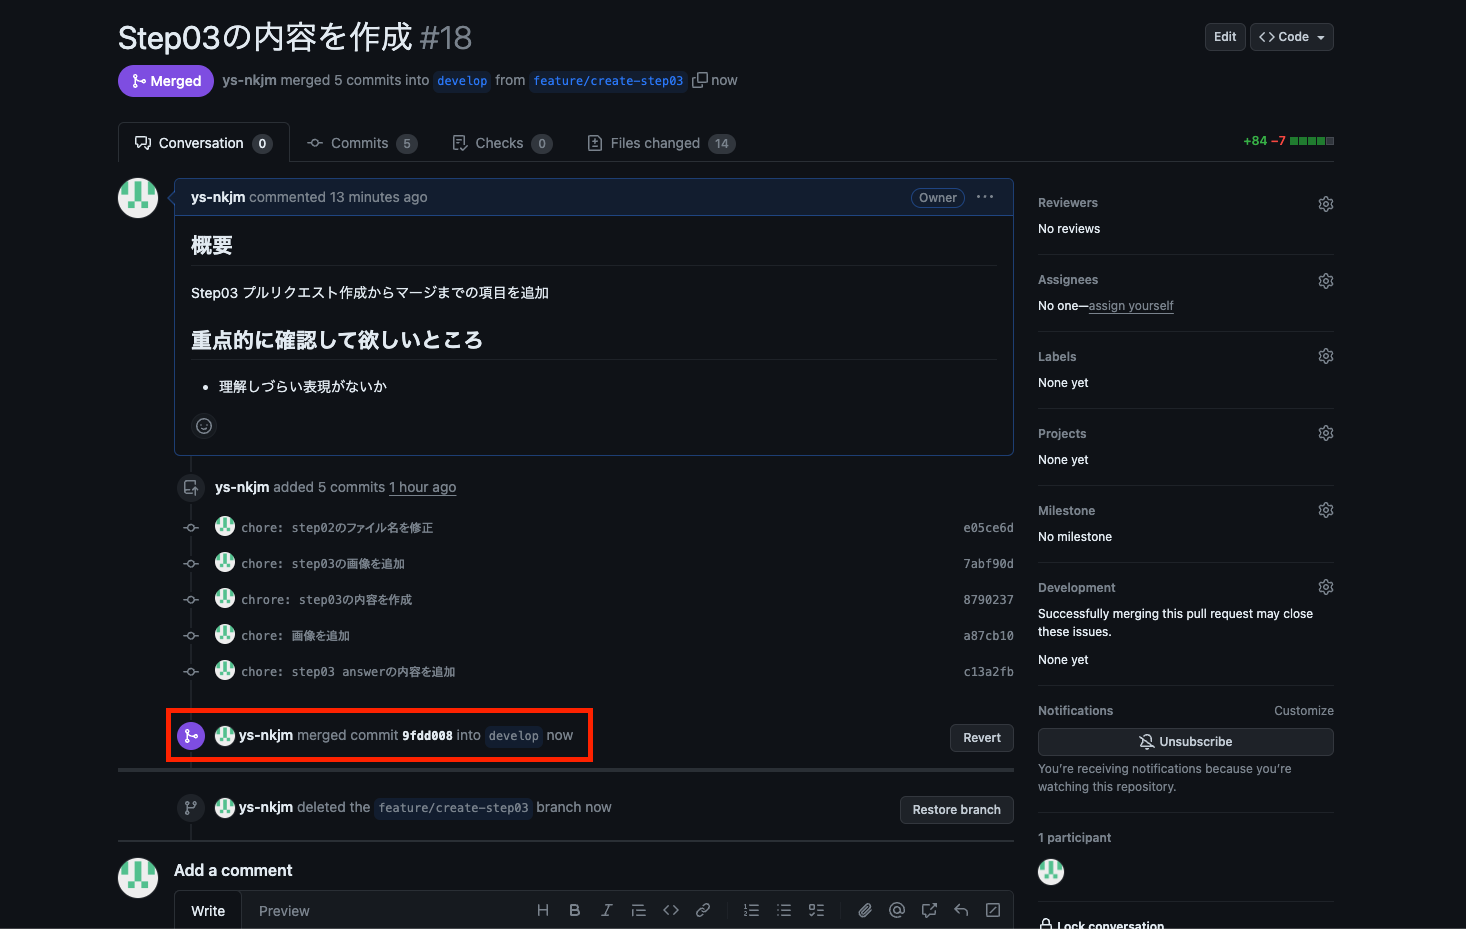 Step03の内容を作成 #18
Edit
<> Code
Merged
ys-nkjm merged 5 commits into develop from feature/create-step03 now
Conversation 0
Commits 5
Checks 0
Files changed 14
+84 −7
ys-nkjm commented 13 minutes ago
Owner
概要
Step03 プルリクエスト作成からマージまでの項目を追加
重点的に確認して欲しいところ
• 理解しづらい表現がないか
ys-nkjm added 5 commits 1 hour ago
chore: step02のファイル名を修正 e05ce6d
chore: step03の画像を追加 7abf90d
chrore: step03の内容を作成 8790237
chore: 画像を追加 a87cb10
chore: step03 answerの内容を追加 c13a2fb
ys-nkjm merged commit 9fdd008 into develop now
Revert
ys-nkjm deleted the feature/create-step03 branch now
Restore branch
Add a comment
Write
Preview
Reviewers
No reviews
Assignees
No one—assign yourself
Labels
None yet
Projects
None yet
Milestone
No milestone
Development
Successfully merging this pull request may close
these issues.
None yet
Notifications
Customize
Unsubscribe
You're receiving notifications because you're
watching this repository.
1 participant
Lock conversation